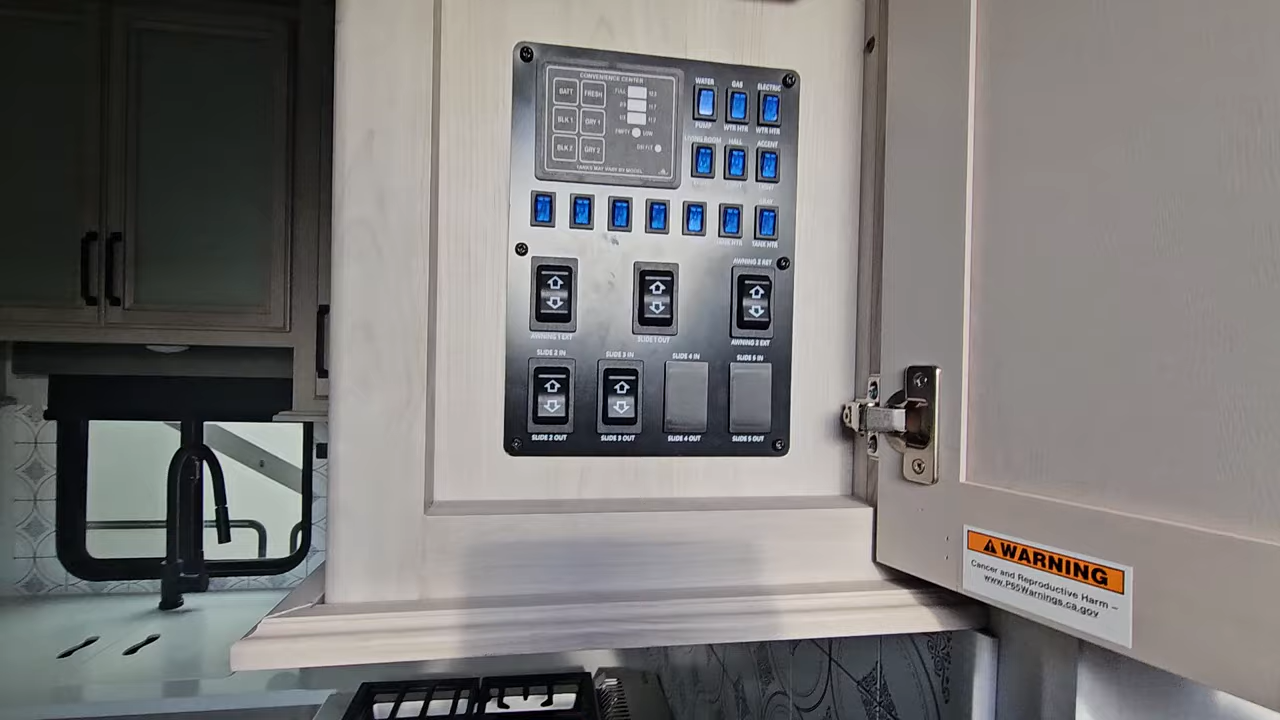 CONVENIENCE CENTER
BATT
FRESH
FULL
BLK 1
GRY 1
EMPTY
LOW
BLK 2
GRY 2
TANKS MAY VARY BY MODEL
WATER
GAS
ELECTRIC
PUMP
WTR HTR
WTR HTR
LIVING ROOM
HALL
ACCENT
LIGHT
TANK HTR
TANK HTR
AWNING 2 RET
AWNING 1 EXT
SLIDE 1 OUT
AWNING 2 EXT
SLIDE 2 IN
SLIDE 3 IN
SLIDE 4 IN
SLIDE 5 IN
SLIDE 2 OUT
SLIDE 3 OUT
SLIDE 4 OUT
SLIDE 5 OUT
WARNING
Cancer and Reproductive Harm –
www.P65Warnings.ca.gov